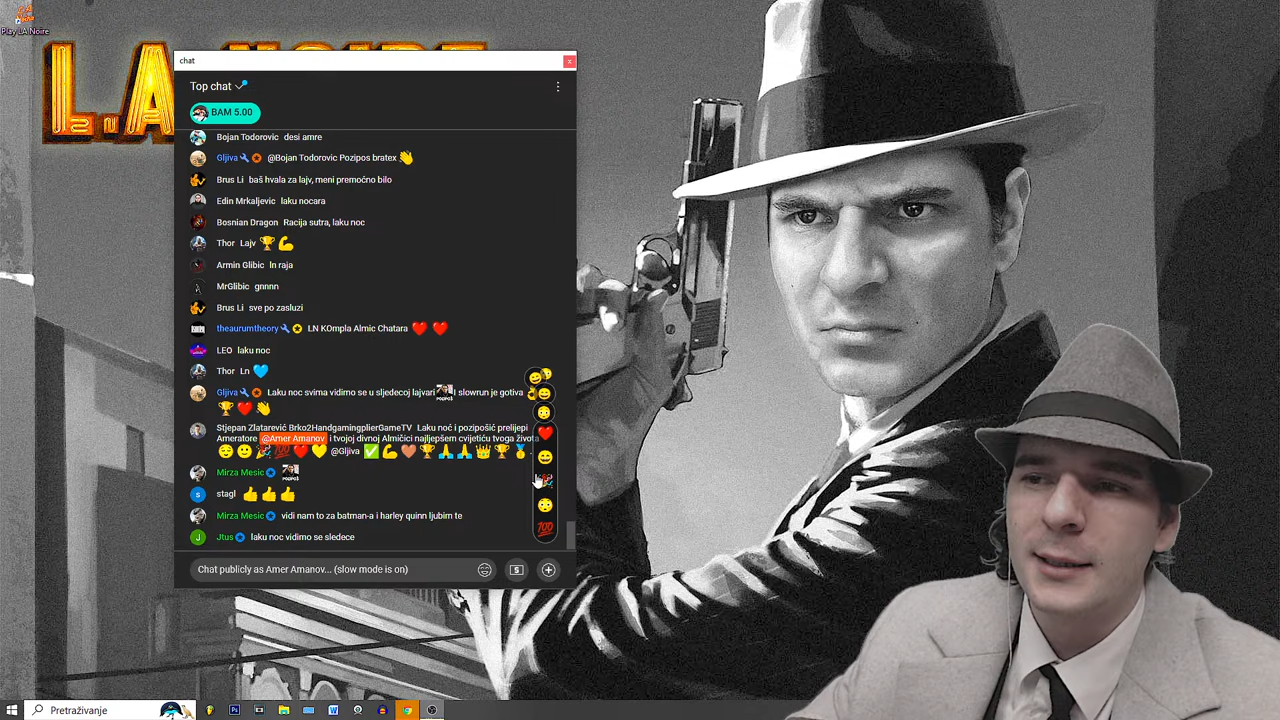 Play LA Noire
L.A
chat
x
Top chat
BAM 5.00
Bojan Todorovic desi amre
Gljiva @Bojan Todorovic Pozipos bratex 👋
Brus Li baš hvala za lajv, meni premoćno bilo
Edin Mrkaljevic laku nocara
Bosnian Dragon Racija sutra, laku noc
Thor Lajv 🏆 💪
Armin Glibic ln raja
MrGlibic gnnnn
Brus Li sve po zasluzi
theaurumtheory LN KOmpla Almic Chatara ❤️ ❤️
LEO laku noc
Thor Ln 🩵
Gljiva Laku noc svima vidimo se u sljedecoj lajvari I slowrun je gotiva
🏆 ❤️ 👋
Stjepan Zlatarević Brko2HandgamingplierGameTV Laku noć i pozipošić prelijepi
Ameratore @Amer Amanov i tvojoj divnoj Almičici najljepšem cvijetiću tvoga života
😌 🙂 🎉 💯 ❤️ 💛 @Gljiva ✅ 💪 🤎 🏆 🙏 🙏 👑 🏆 🥇
Mirza Mesic
s stagl 👍 👍 👍
Mirza Mesic vidi nam to za batman-a i harley quinn ljubim te
J Jtus laku noc vidimo se sledece
Chat publicly as Amer Amanov... (slow mode is on)
Pretraživanje